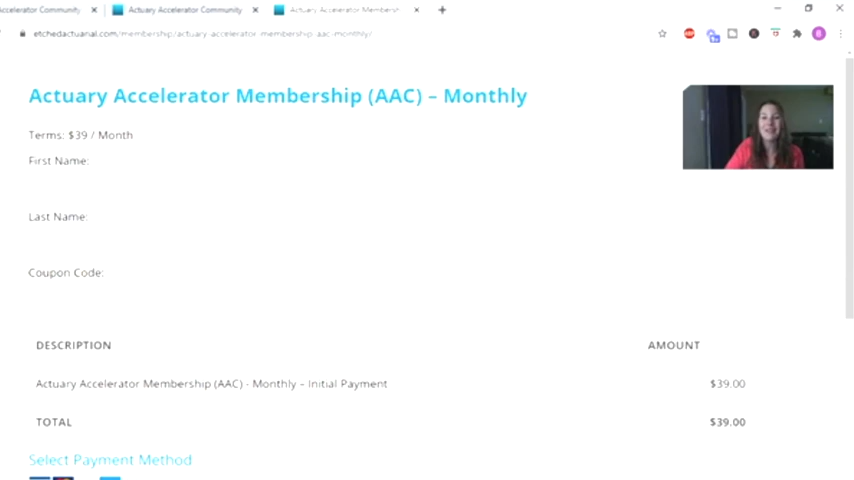 Accelerator Community
Actuary Accelerator Community
Actuary Accelerator Membersh
etchedactuarial.com/membership/actuary-accelerator-membership-aac-monthly/
Actuary Accelerator Membership (AAC) – Monthly
Terms: $39 / Month
First Name:
Last Name:
Coupon Code:
DESCRIPTION AMOUNT
Actuary Accelerator Membership (AAC) - Monthly – Initial Payment $39.00
TOTAL $39.00
Select Payment Method